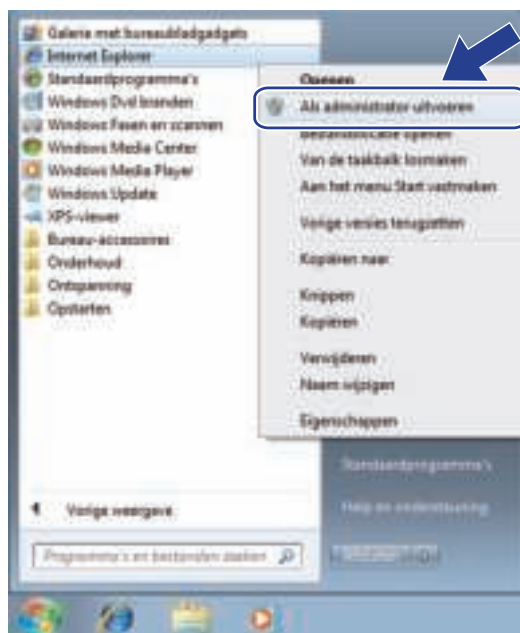 Galerie met bureaubladgadgets
Internet Explorer
Standaardprogramma's
Windows Dvd branden
Windows Faxen en scannen
Windows Media Center
Windows Media Player
Windows Update
XPS-viewer
Bureau-accessoires
Onderhoud
Ontspanning
Opstarten
Vorige weergave
Programma's en bestanden zoeken
Openen
Als administrator uitvoeren
Bestandslocatie openen
Van de taakbalk losmaken
Aan het menu Start vastmaken
Vorige versies terugzetten
Kopiëren naar
Knippen
Kopiëren
Verwijderen
Naam wijzigen
Eigenschappen
Standaardprogramma's
Help en ondersteuning